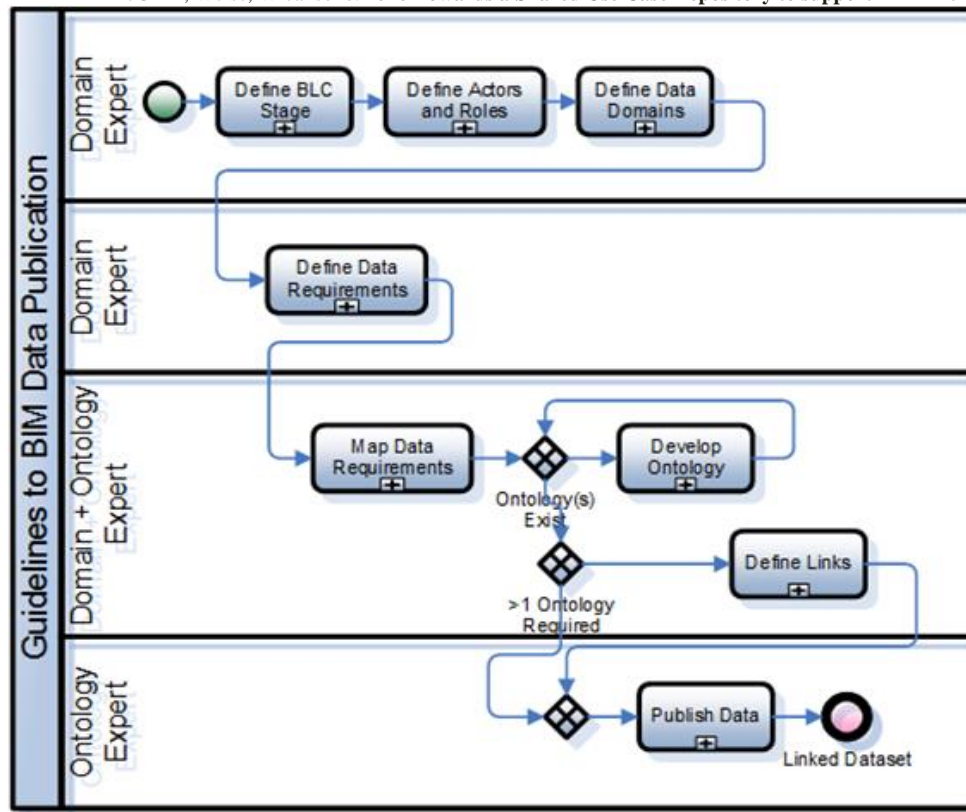 Guidelines to BIM Data Publication
Domain
Expert
Define BLC
Stage
Define Actors
and Roles
Define Data
Domains
Domain
Expert
Define Data
Requirements
Domain + Ontology
Expert
Map Data
Requirements
Ontology(s)
Exist
Develop
Ontology
>1 Ontology
Required
Define Links
Ontology
Expert
Publish Data
Linked Dataset